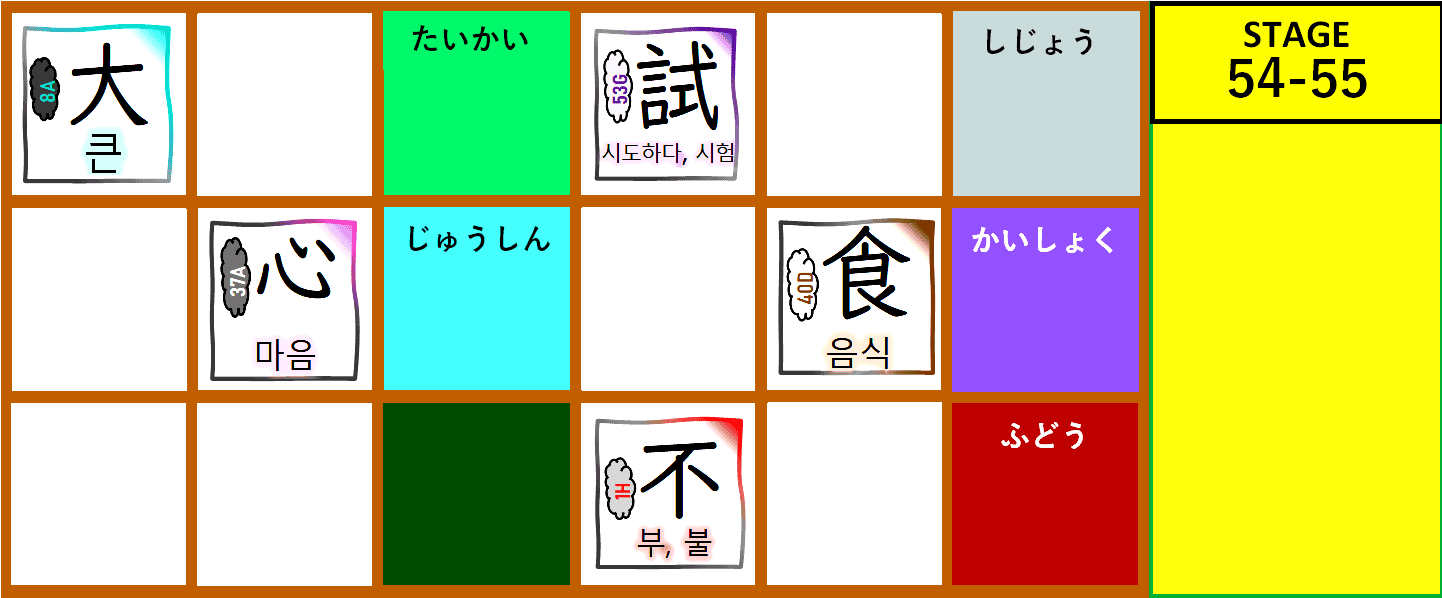 大
8A
큰
たいかい
試
53G
시도하다, 시험
しじょう
STAGE
54-55
心
37A
마음
じゅうしん
食
40D
음식
かいしょく
不
1H
부, 불
ふどう